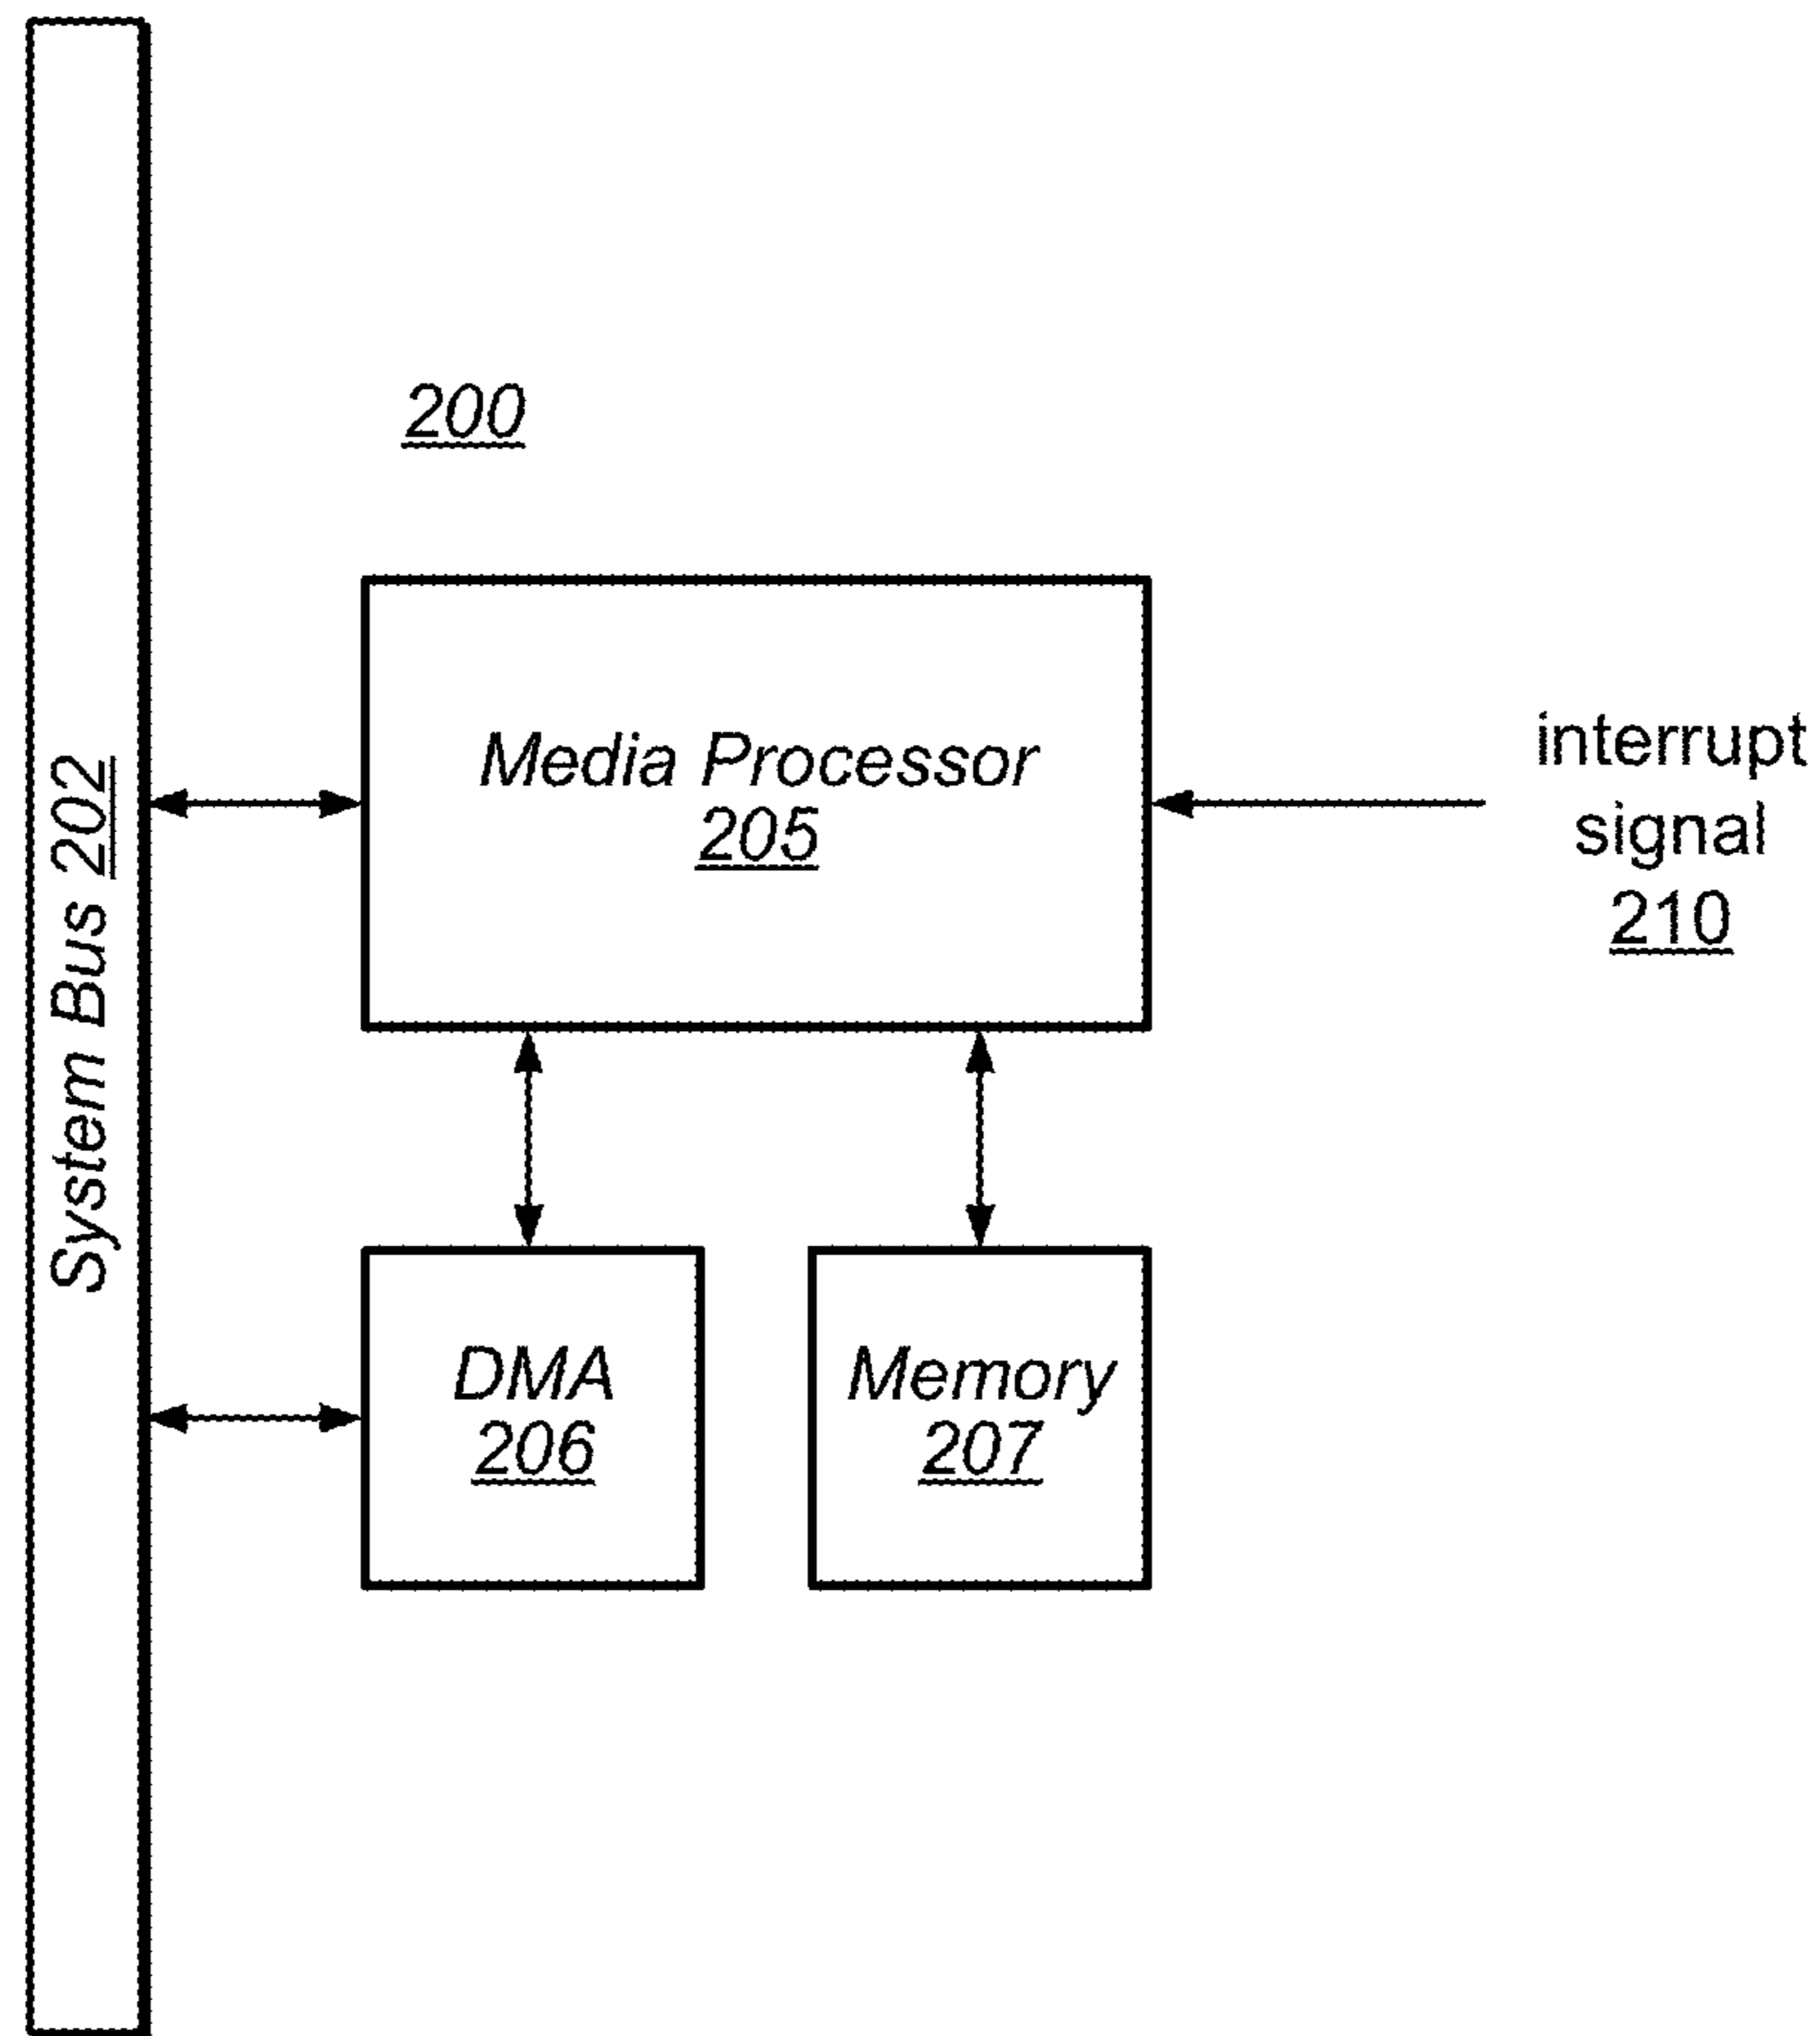 System Bus 202
200
Media Processor
205
interrupt
signal
210
DMA
206
Memory
207